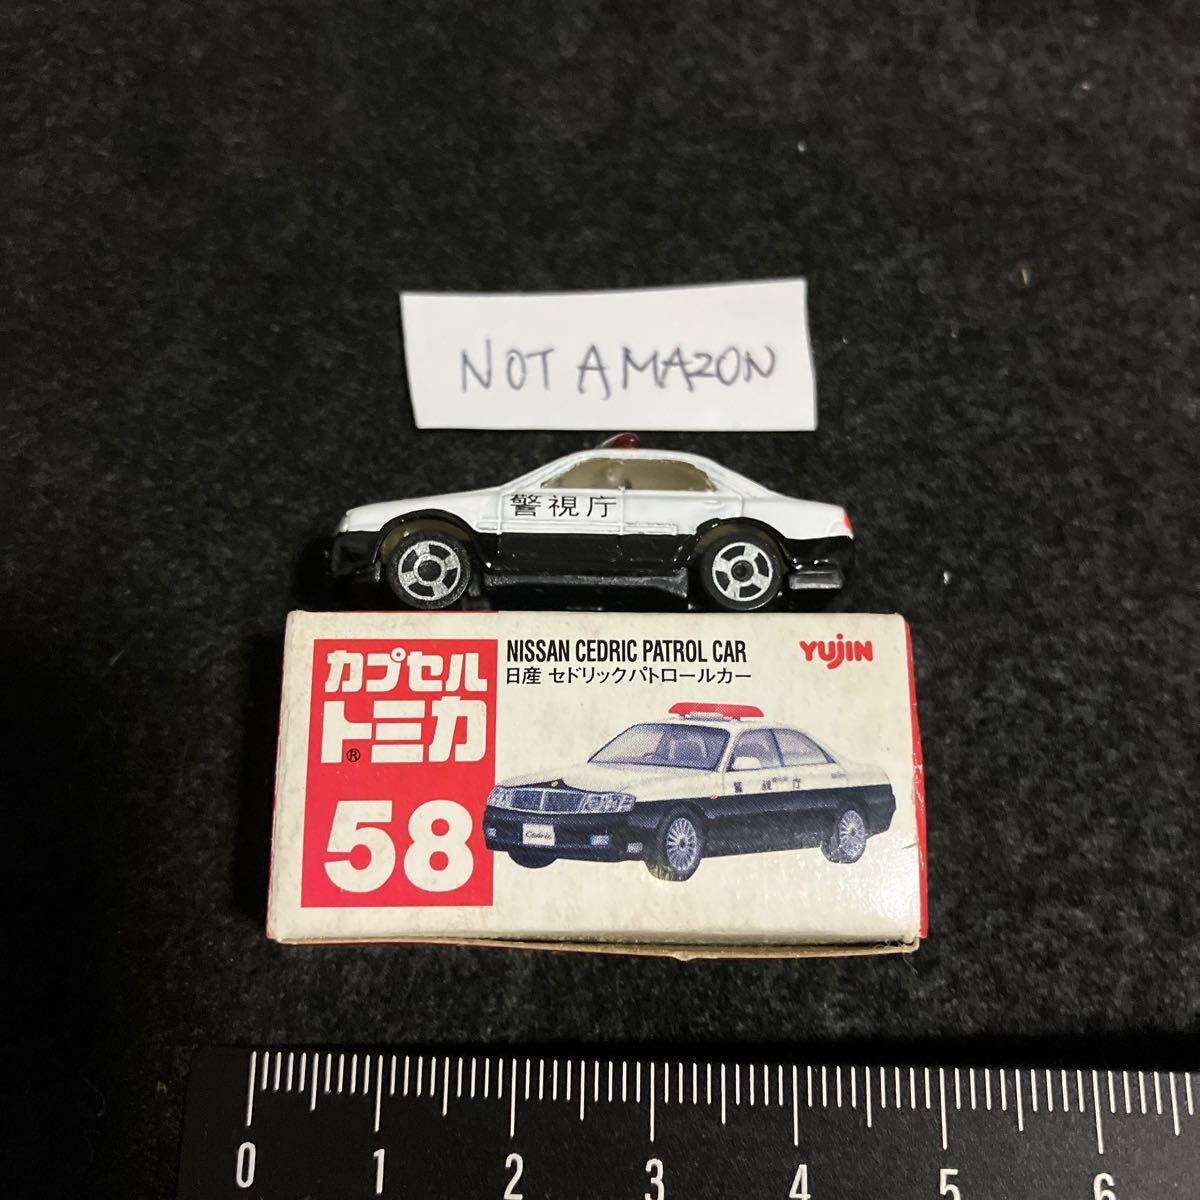 NOT AMAZON
警視庁
カプセル
トミカ®
58
NISSAN CEDRIC PATROL CAR
日産 セドリックパトロールカー
YUJIN
警視庁
Cedric
0 1 2 3 4 5 6